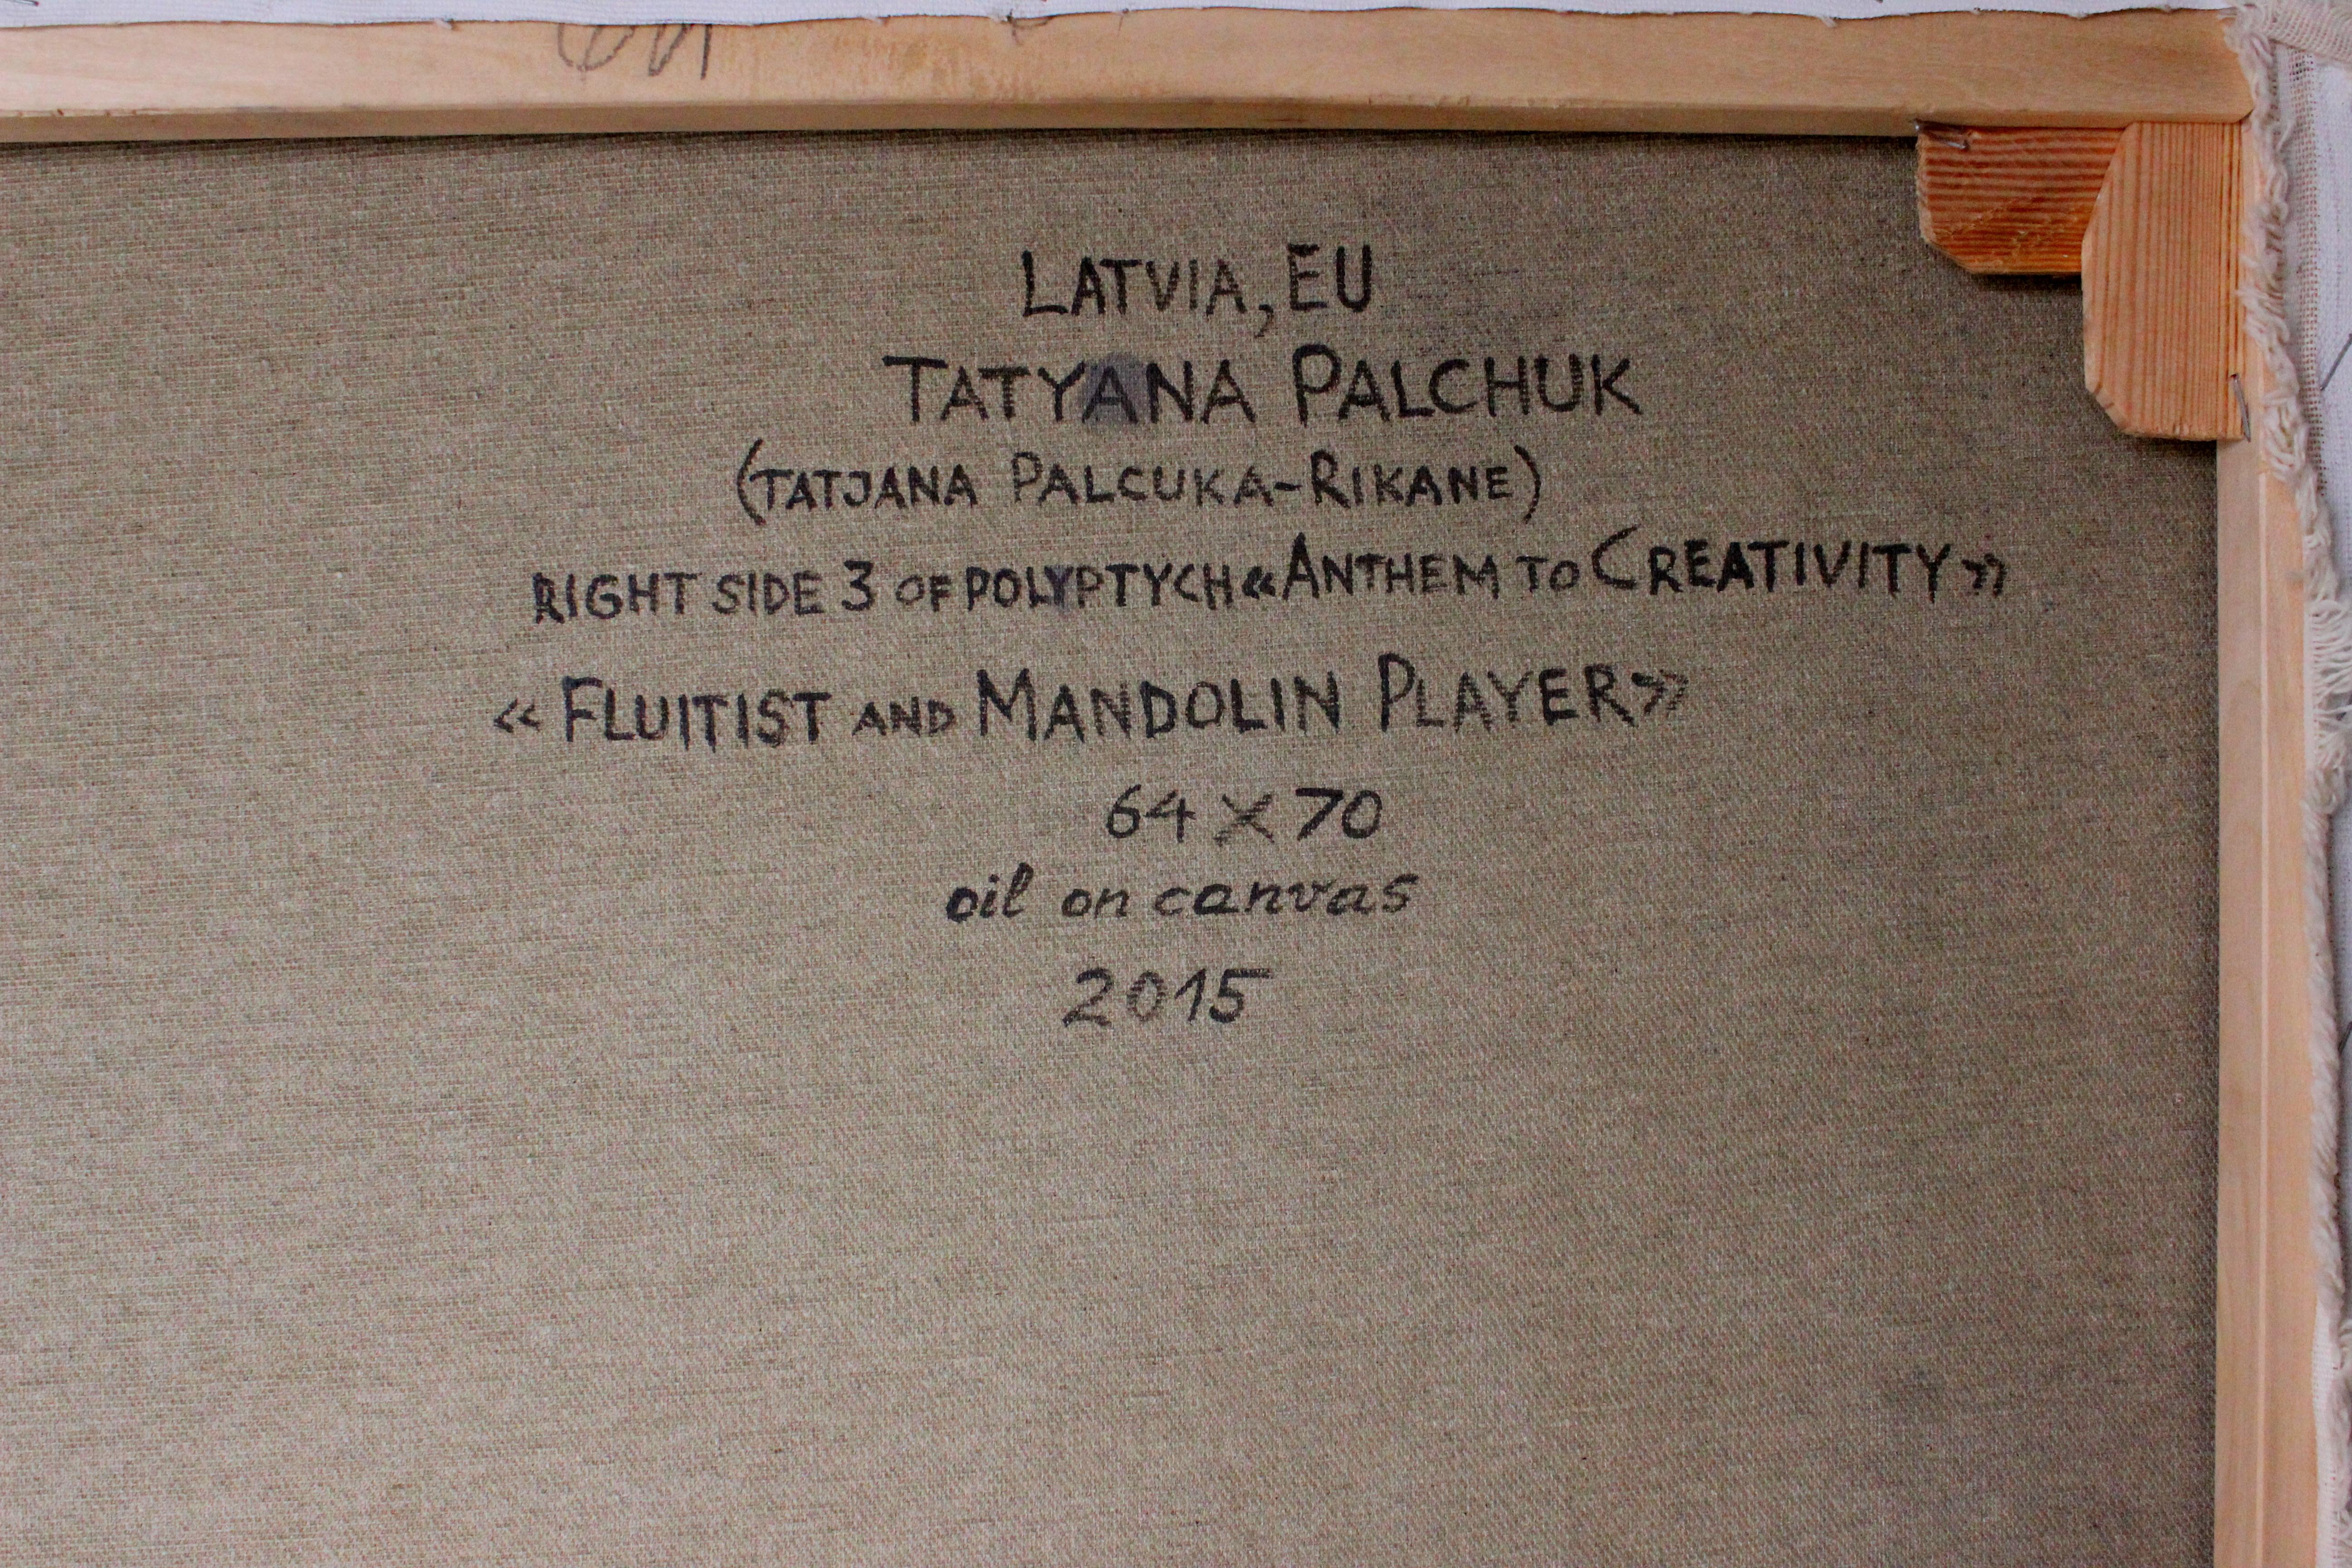 LATVIA, EU
TATYANA PALCHUK
(TATJANA PALCUKA-RIKANE)
RIGHT SIDE 3 OF POLYPTYCH «ANTHEM TO CREATIVITY»
« FLUITIST AND MANDOLIN PLAYER»
64 X 70
oil on canvas
2015